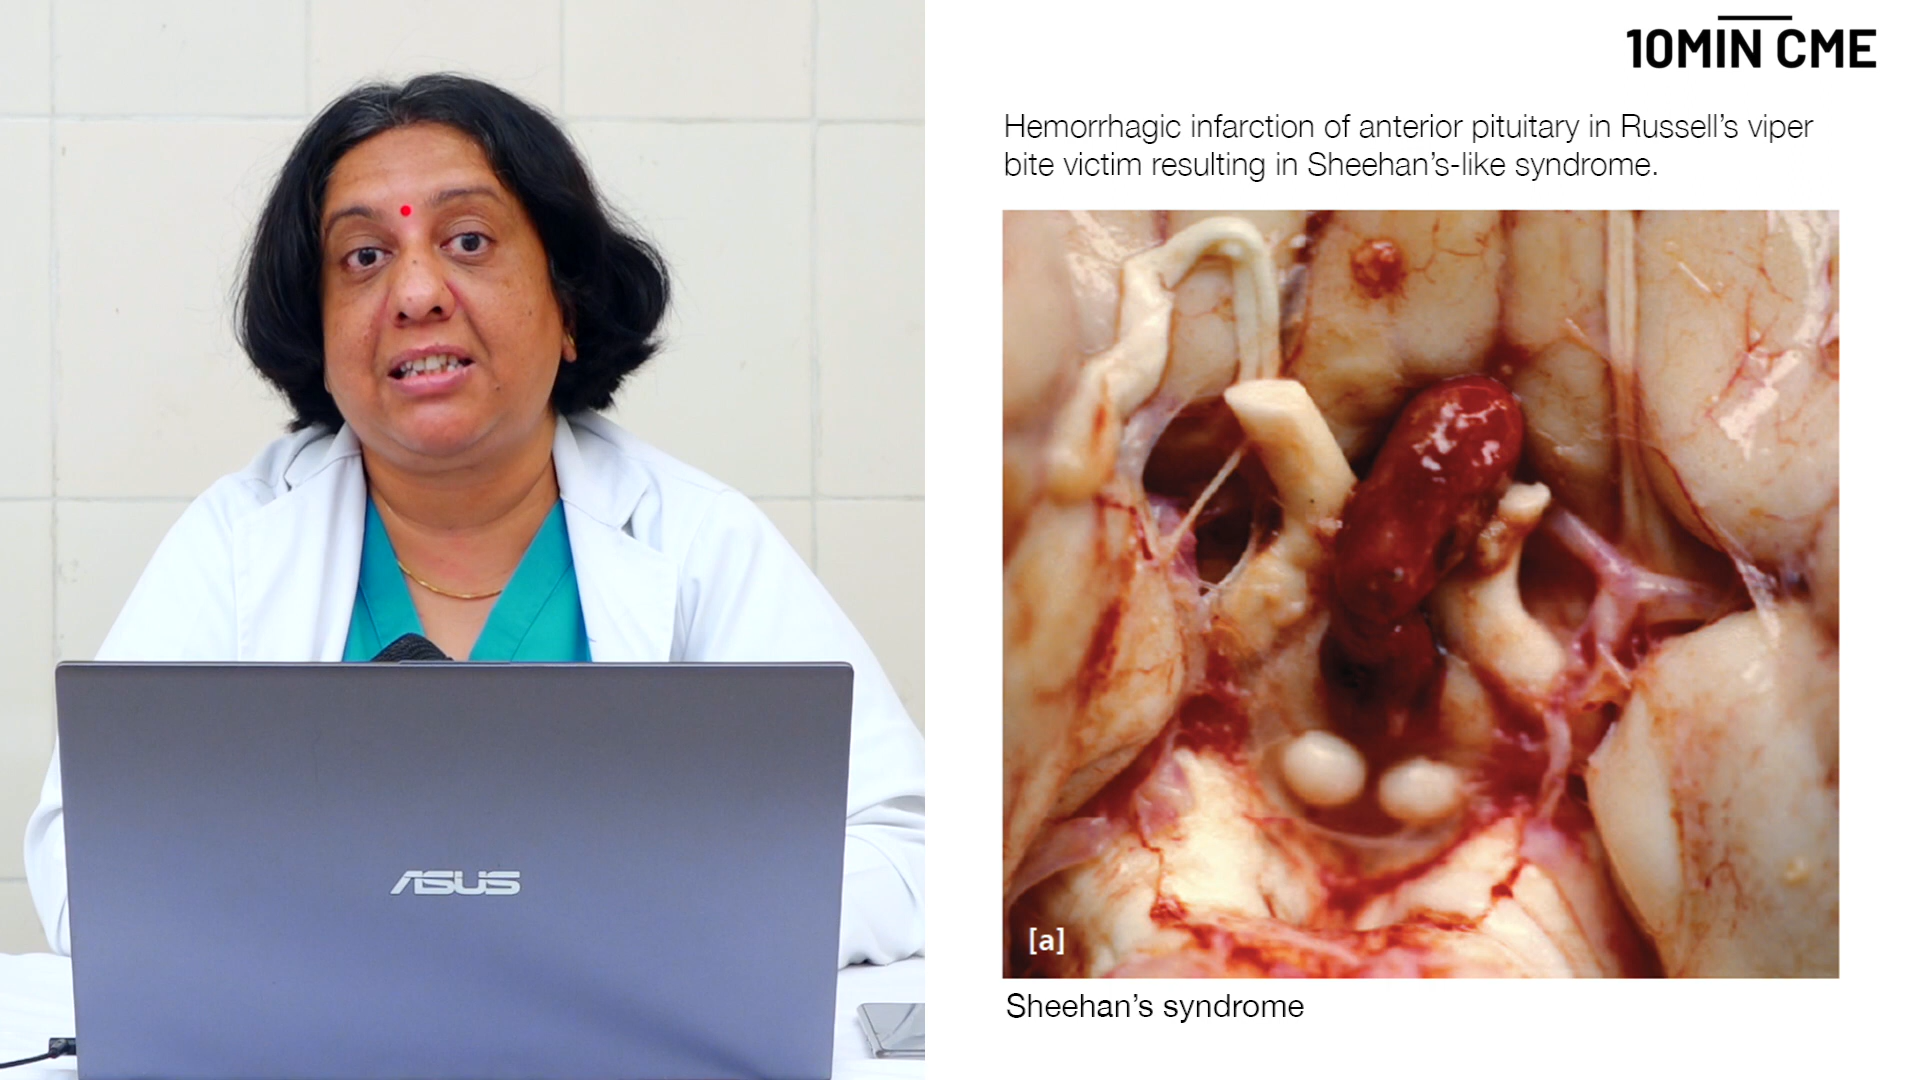 10MIN CME
Hemorrhagic infarction of anterior pituitary in Russell's viper
bite victim resulting in Sheehan's-like syndrome.
ASUS
[a]
Sheehan's syndrome